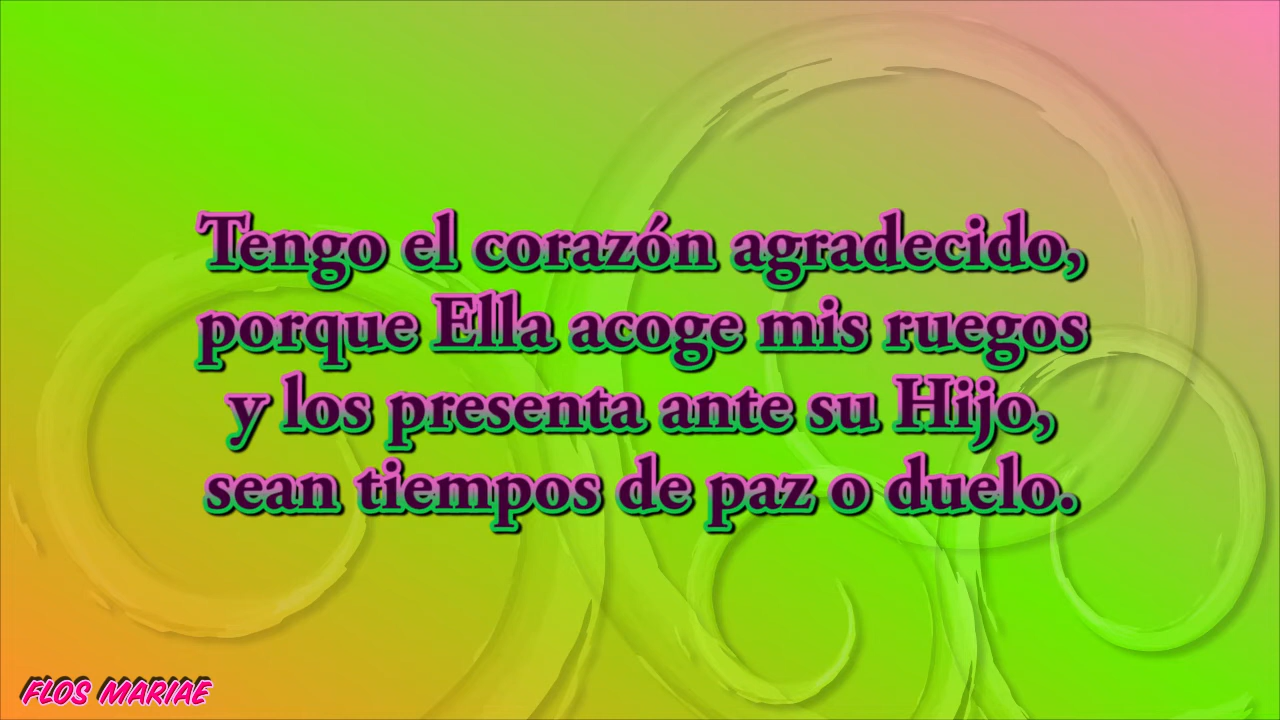 Tengo el corazón agradecido,
porque Ella acoge mis ruegos
y los presenta ante su Hijo,
sean tiempos de paz o duelo.
FLOS MARIAE